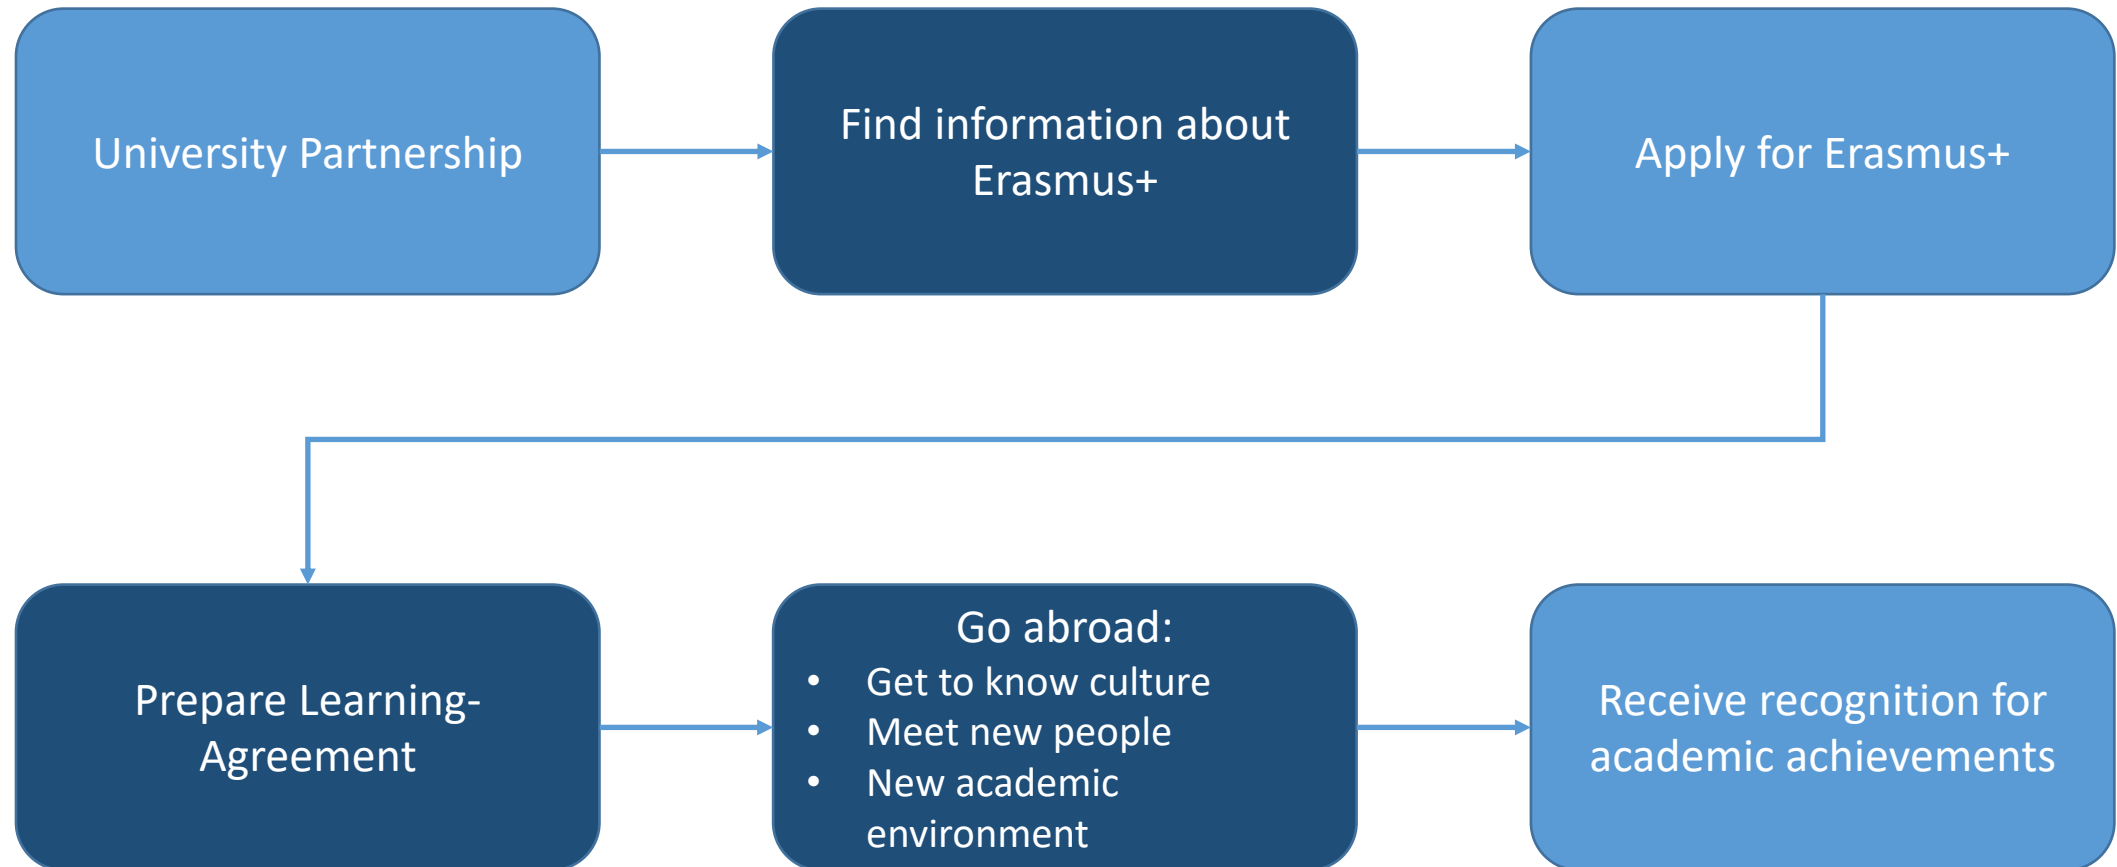 University Partnership
Find information about
Erasmus+
Apply for Erasmus+
Prepare Learning-
Agreement
Go abroad:
• Get to know culture
• Meet new people
• New academic
environment
Receive recognition for
academic achievements